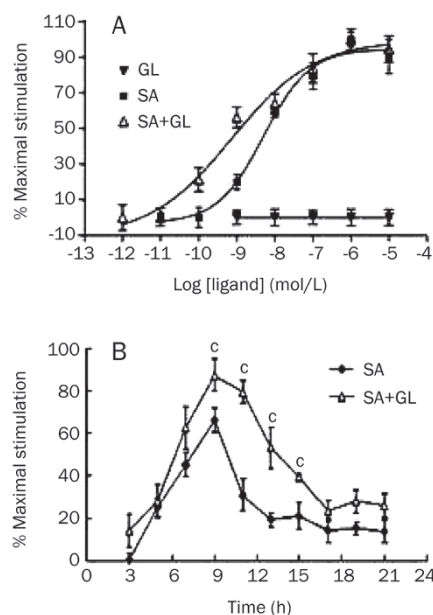 A
GL
SA
SA+GL
% Maximal stimulation
110
90
70
50
30
10
-10
-13 -12 -11 -10 -9 -8 -7 -6 -5 -4
Log [ligand] (mol/L)
B
SA
SA+GL
c c c c
% Maximal stimulation
100
80
60
40
20
0
0 3 6 9 12 15 18 21 24
Time (h)